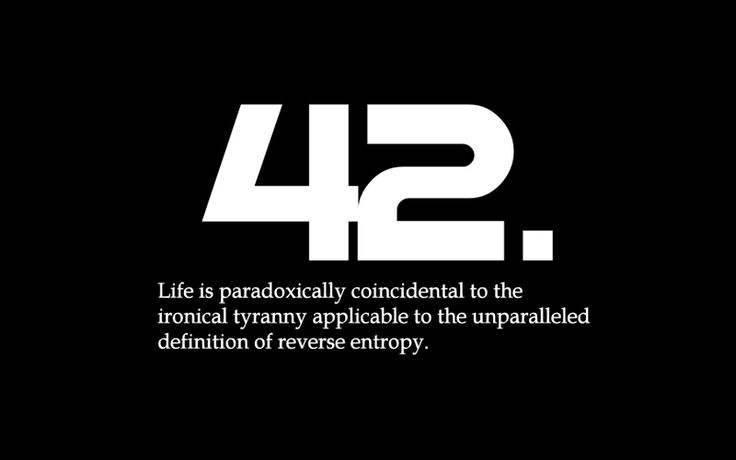 42.
Life is paradoxically coincidental to the
ironical tyranny applicable to the unparalleled
definition of reverse entropy.